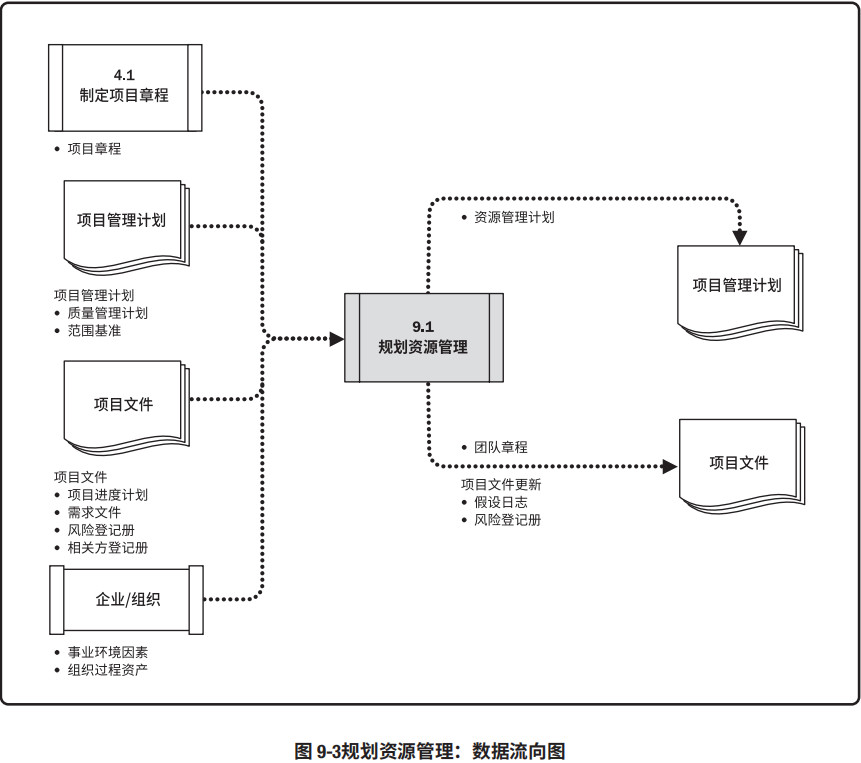 4.1
制定项目章程
• 项目章程
项目管理计划
项目管理计划
• 质量管理计划
• 范围基准
项目文件
项目文件
• 项目进度计划
• 需求文件
• 风险登记册
• 相关方登记册
企业/组织
• 事业环境因素
• 组织过程资产
9.1
规划资源管理
• 资源管理计划
项目管理计划
• 团队章程
项目文件更新
• 假设日志
• 风险登记册
项目文件
图 9-3规划资源管理：数据流向图